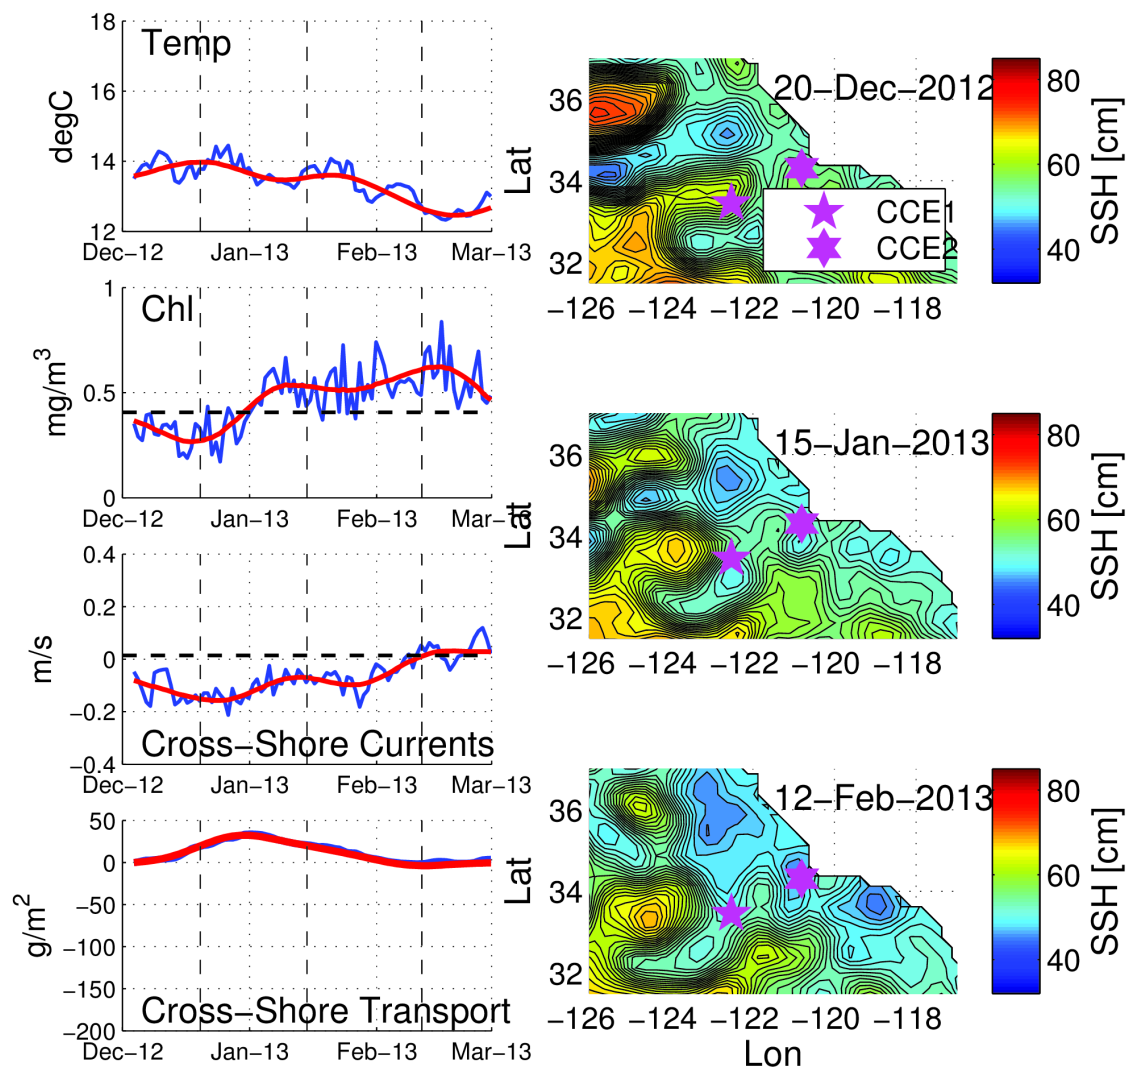 Temp
degC
18
16
14
12
Dec−12
Jan−13
Feb−13
Mar−13
Chl
mg/m3
1
0.5
0
Dec−12
Jan−13
Feb−13
Mar−13
m/s
0.4
0.2
0
−0.2
−0.4
Cross−Shore Currents
Dec−12
Jan−13
Feb−13
Mar−13
g/m2
50
0
−50
−100
−150
−200
Cross−Shore Transport
Dec−12
Jan−13
Feb−13
Mar−13
20−Dec−2012
Lat
36
34
32
CCE1
CCE2
−126
−124
−122
−120
−118
80
60
40
SSH [cm]
15−Jan−2013
Lat
36
34
32
−126
−124
−122
−120
−118
80
60
40
SSH [cm]
12−Feb−2013
Lat
36
34
32
−126
−124
−122
−120
−118
Lon
80
60
40
SSH [cm]